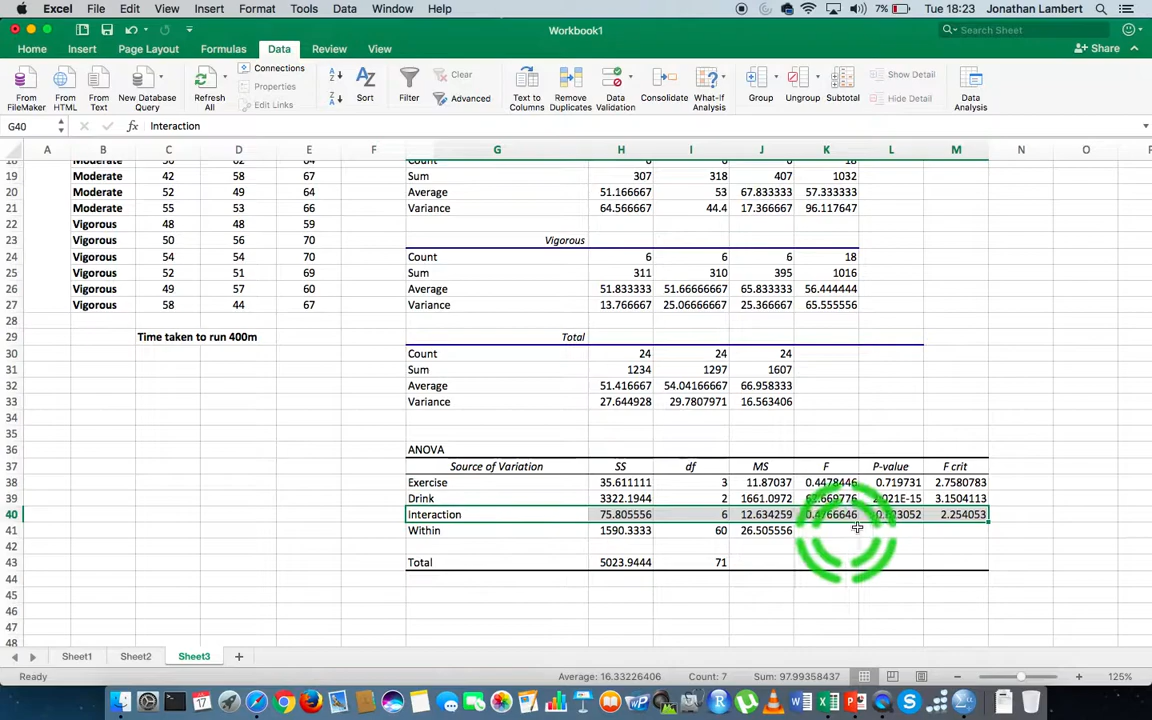 Excel File Edit View Insert Format Tools Data Window Help 7% Tue 18:23 Jonathan Lambert
Workbook1 Search Sheet
Home Insert Page Layout Formulas Data Review View Share
From FileMaker From HTML From Text New Database Query Refresh All Connections Properties Edit Links Sort Filter Clear Advanced Text to Columns Remove Duplicates Data Validation Consolidate What-If Analysis Group Ungroup Subtotal Show Detail Hide Detail Data Analysis
G40 fx Interaction
A B C D E F G H I J K L M N O P
18 Moderate 62 64 Count 18
19 Moderate 42 58 67 Sum 307 318 407 1032
20 Moderate 52 49 64 Average 51.166667 53 67.833333 57.333333
21 Moderate 55 53 66 Variance 64.566667 44.4 17.366667 96.117647
22 Vigorous 48 48 59
23 Vigorous 50 56 70 Vigorous
24 Vigorous 54 54 70 Count 6 6 6 18
25 Vigorous 52 51 69 Sum 311 310 395 1016
26 Vigorous 49 57 60 Average 51.833333 51.66666667 65.833333 56.444444
27 Vigorous 58 44 67 Variance 13.766667 25.06666667 25.366667 65.555556
28
29 Time taken to run 400m Total
30 Count 24 24 24
31 Sum 1234 1297 1607
32 Average 51.416667 54.04166667 66.958333
33 Variance 27.644928 29.7807971 16.563406
34
35
36 ANOVA
37 Source of Variation SS df MS F P-value F crit
38 Exercise 35.611111 3 11.87037 0.4478446 0.719731 2.7580783
39 Drink 3322.1944 2 1661.0972 3.1504113
40 Interaction 75.805556 6 12.634259 0.4766646 2.254053
41 Within 1590.3333 60 26.505556
42
43 Total 5023.9444 71
44
45
46
47
48
Sheet1 Sheet2 Sheet3
Ready Average: 16.33226406 Count: 7 Sum: 97.99358437 125%